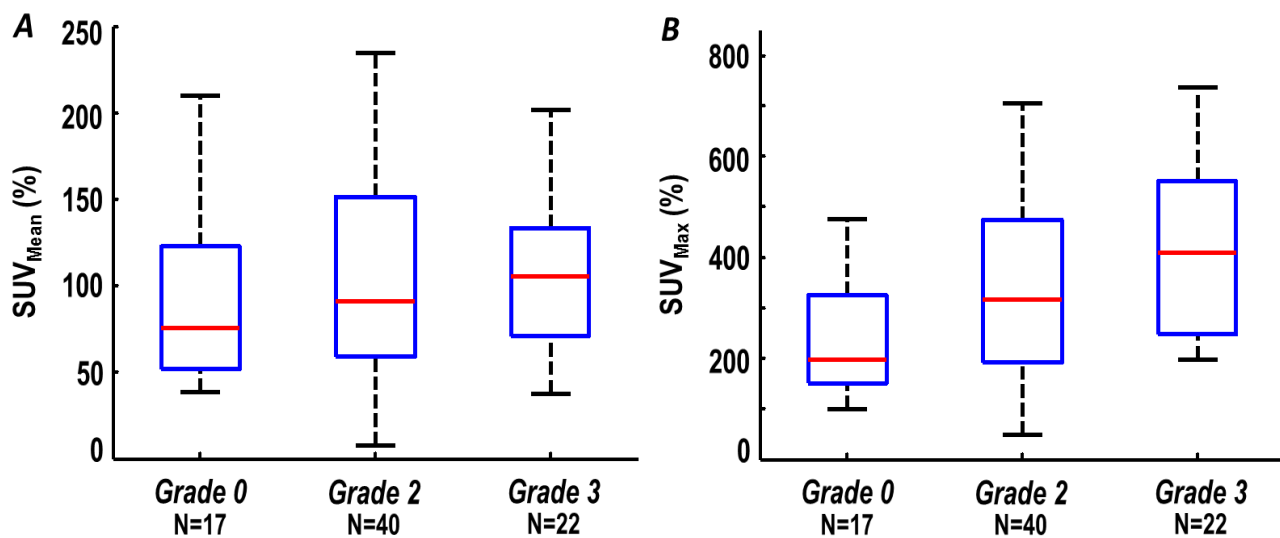 A
SUVMean (%)
250
200
150
100
50
0
Grade 0
N=17
Grade 2
N=40
Grade 3
N=22
B
SUVMax (%)
800
600
400
200
0
Grade 0
N=17
Grade 2
N=40
Grade 3
N=22